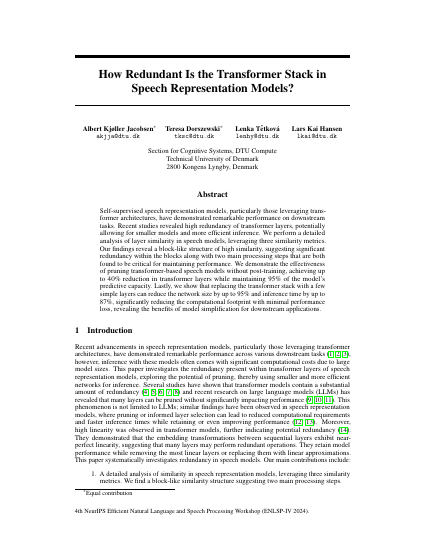 How Redundant Is the Transformer Stack in
Speech Representation Models?
Albert Kjøller Jacobsen* Teresa Dorszewski* Lenka Tětková Lars Kai Hansen
akjja@dtu.dk tksc@dtu.dk lenhy@dtu.dk lkai@dtu.dk
Section for Cognitive Systems, DTU Compute
Technical University of Denmark
2800 Kongens Lyngby, Denmark
Abstract
Self-supervised speech representation models, particularly those leveraging trans-
former architectures, have demonstrated remarkable performance on downstream
tasks. Recent studies revealed high redundancy of transformer layers, potentially
allowing for smaller models and more efficient inference. We perform a detailed
analysis of layer similarity in speech models, leveraging three similarity metrics.
Our findings reveal a block-like structure of high similarity, suggesting significant
redundancy within the blocks along with two main processing steps that are both
found to be critical for maintaining performance. We demonstrate the effectiveness
of pruning transformer-based speech models without post-training, achieving up
to 40% reduction in transformer layers while maintaining 95% of the model's
predictive capacity. Lastly, we show that replacing the transformer stack with a few
simple layers can reduce the network size by up to 95% and inference time by up to
87%, significantly reducing the computational footprint with minimal performance
loss, revealing the benefits of model simplification for downstream applications.
1 Introduction
Recent advancements in speech models, particularly those leveraging transformer
architectures, have demonstrated remarkable performance across various downstream tasks (1; 2; 3),
however, inference with these models often comes with significant computational costs due to large
model sizes. This paper investigates the redundancy present within transformer layers of speech
representation models, exploring the potential of pruning, thereby using smaller and more efficient
networks for inference. Several studies have shown that transformer models contain a substantial
amount of redundancy (4; 5; 6; 7; 8) and recent research on large language models (LLMs) has
revealed that many layers can be pruned without significantly impacting performance (9; 10; 11). This
phenomenon is not limited to LLMs; similar findings have been observed in speech representation
models, where pruning or informed layer selection can lead to reduced computational requirements
and faster inference times while retaining or even improving performance (12; 13). Moreover,
high linearity was observed in transformer models, further indicating potential redundancy (14)
They demonstrated that the embedding transformations between sequential layers exhibit near-
perfect linearity, suggesting that many layers may perform redundant operations. They retain model
performance while removing the most linear layers or replacing them with linear approximations.
This paper systematically investigates redundancy in speech representation. Our main contributions include:
1. A detailed analysis of similarity in speech representation models, leveraging three similarity
metrics. We find a block-like similarity structure suggesting two main processing steps.
*Equal contribution
4th NeurIPS Efficient Natural Language and Speech Processing Workshop (ENLSP-IV 2024).